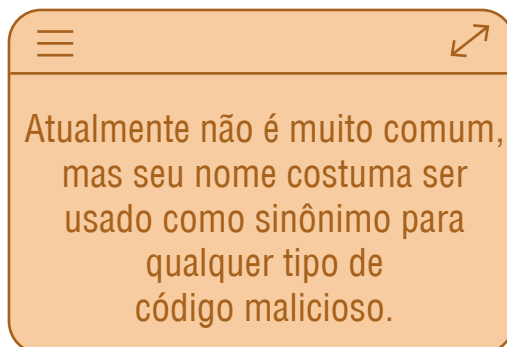 Atualmente não é muito comum,
mas seu nome costuma ser
usado como sinônimo para
qualquer tipo de
código malicioso.